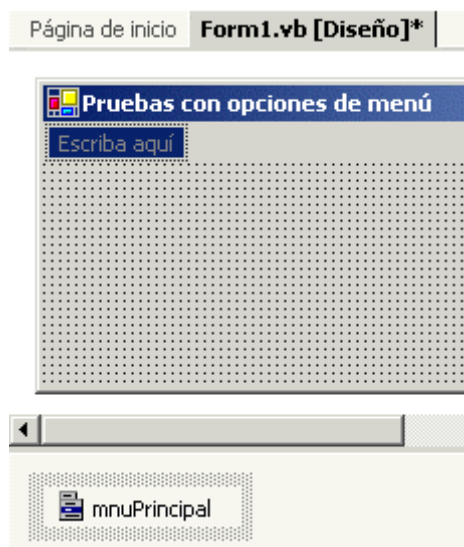 Página de inicio Form1.vb [Diseño]*
Pruebas con opciones de menú
Escriba aquí
mnuPrincipal